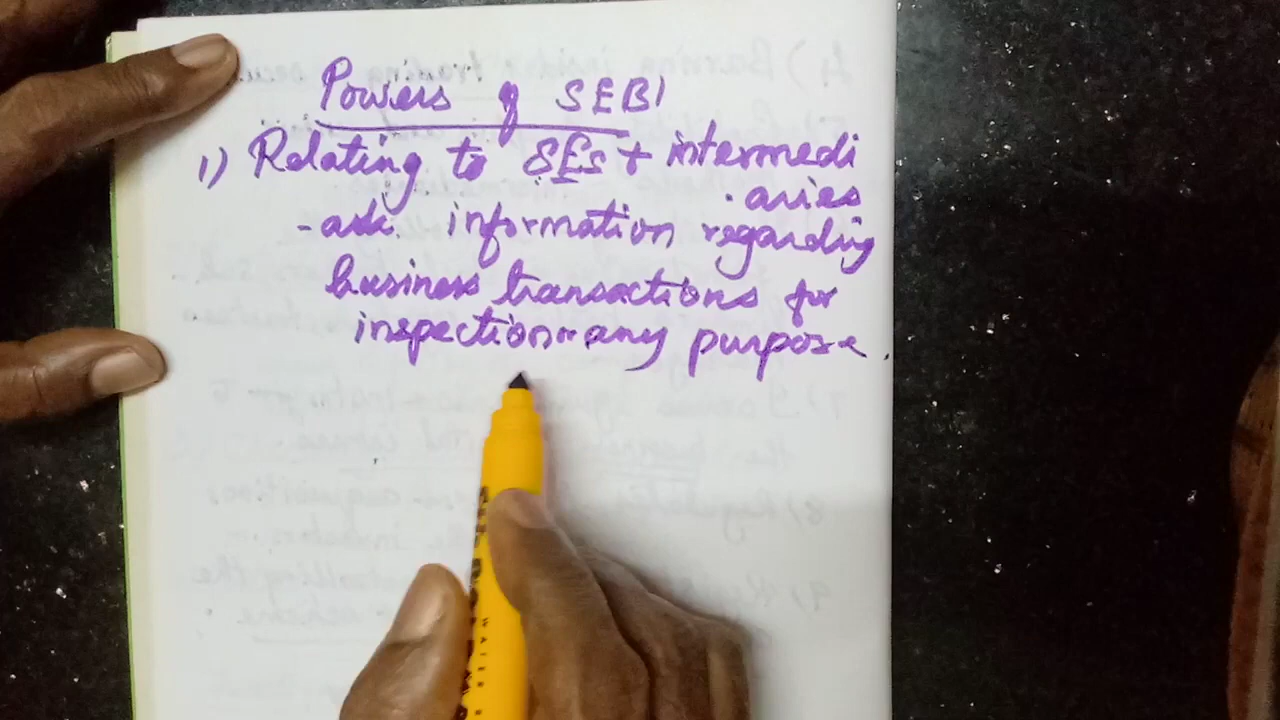 Powers of SEBI
1) Relating to SEs + intermedi
aries
- ask information regarding
business transactions for
inspection or any purpose.